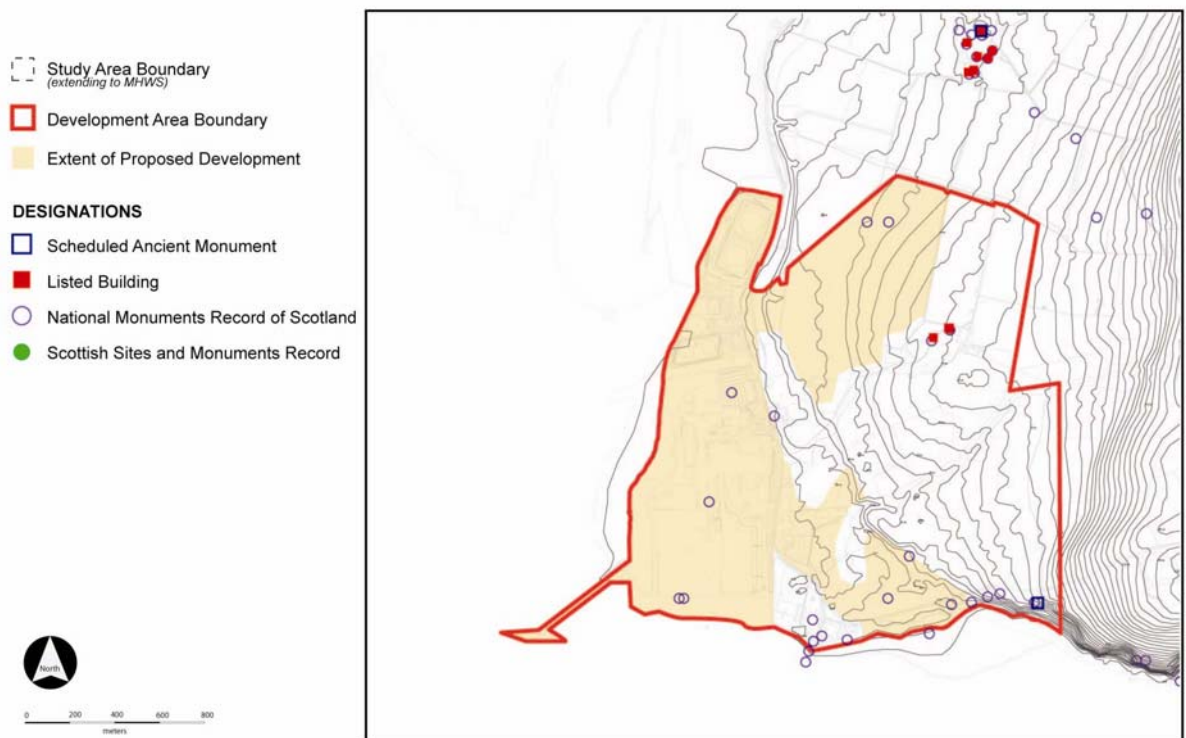 Study Area Boundary
(extending to MHWS)
Development Area Boundary
Extent of Proposed Development
DESIGNATIONS
Scheduled Ancient Monument
Listed Building
National Monuments Record of Scotland
Scottish Sites and Monuments Record
North
0 200 400 600 800
meters